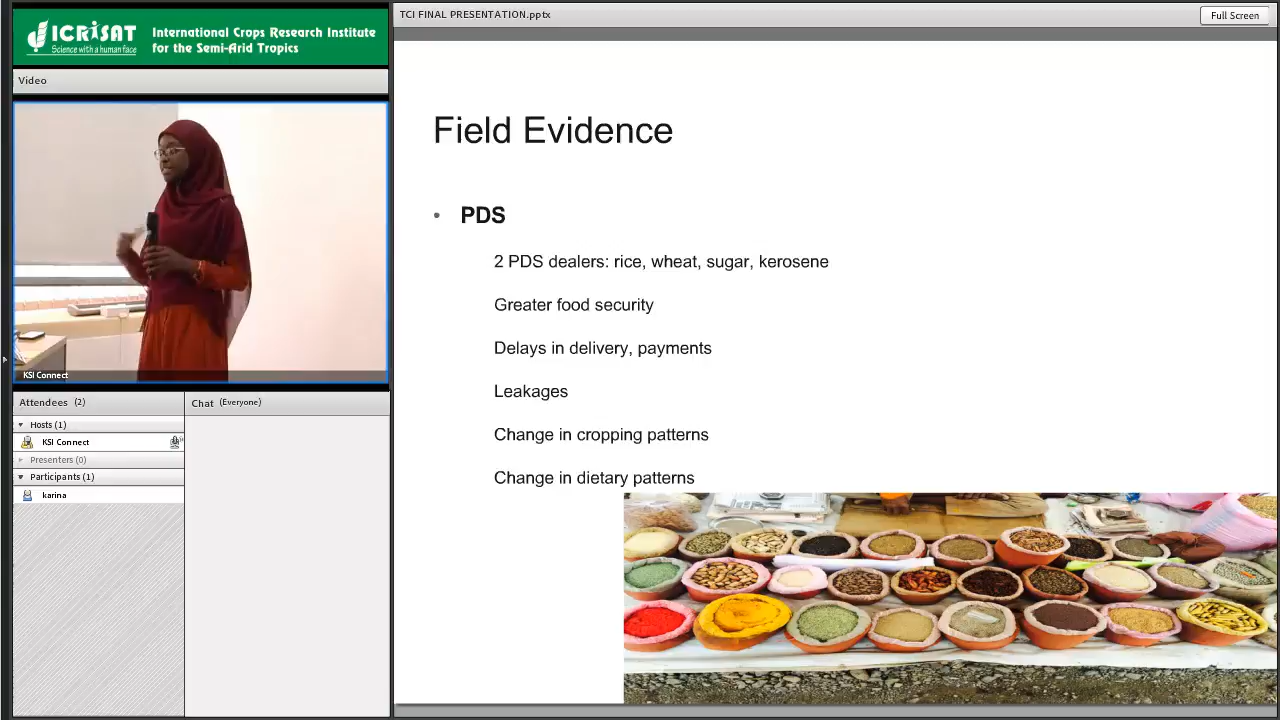 ICRISAT
Science with a human face
International Crops Research Institute
for the Semi-Arid Tropics
Video
KSI Connect
Attendees (2)
Hosts (1)
KSI Connect
Presenters (0)
Participants (1)
karina
Chat (Everyone)
TCI FINAL PRESENTATION.pptx
Full Screen
Field Evidence
• PDS
2 PDS dealers: rice, wheat, sugar, kerosene
Greater food security
Delays in delivery, payments
Leakages
Change in cropping patterns
Change in dietary patterns